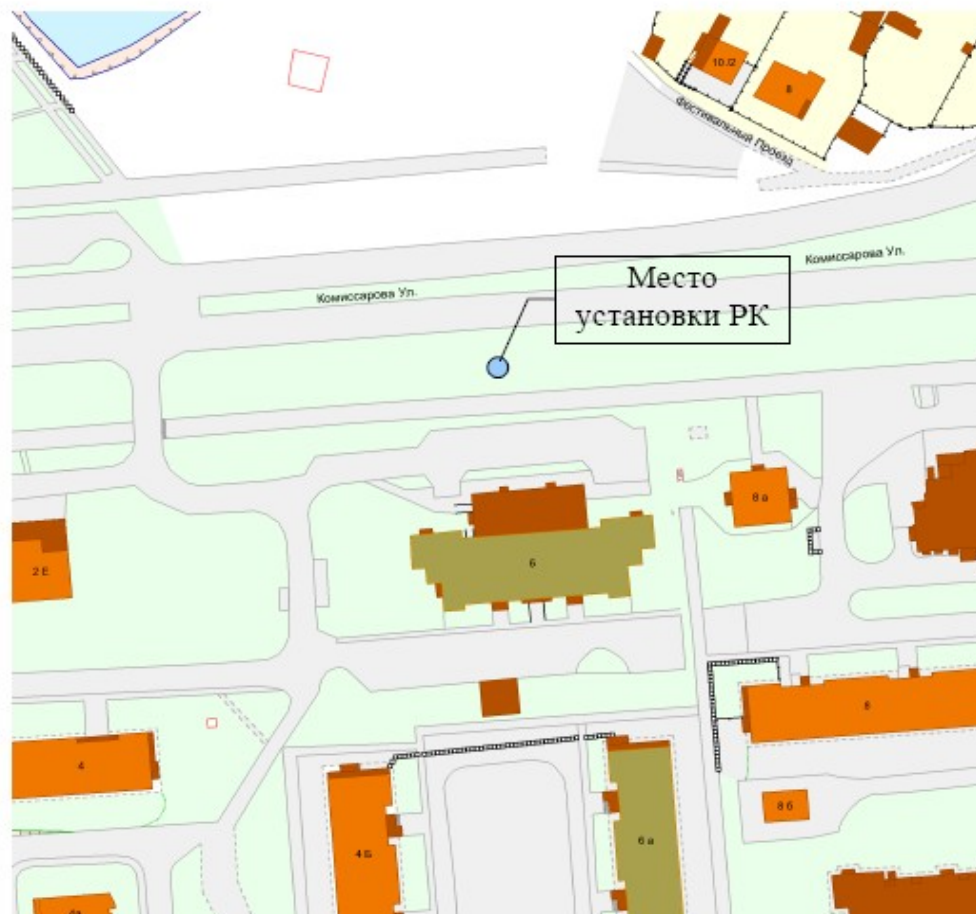 10 /2
8
Фестивальный Проезд
Комиссарова Ул.
Место
установки РК
Комиссарова Ул.
8 а
6
2 Е
8
4
8 б
4 Б
6 а